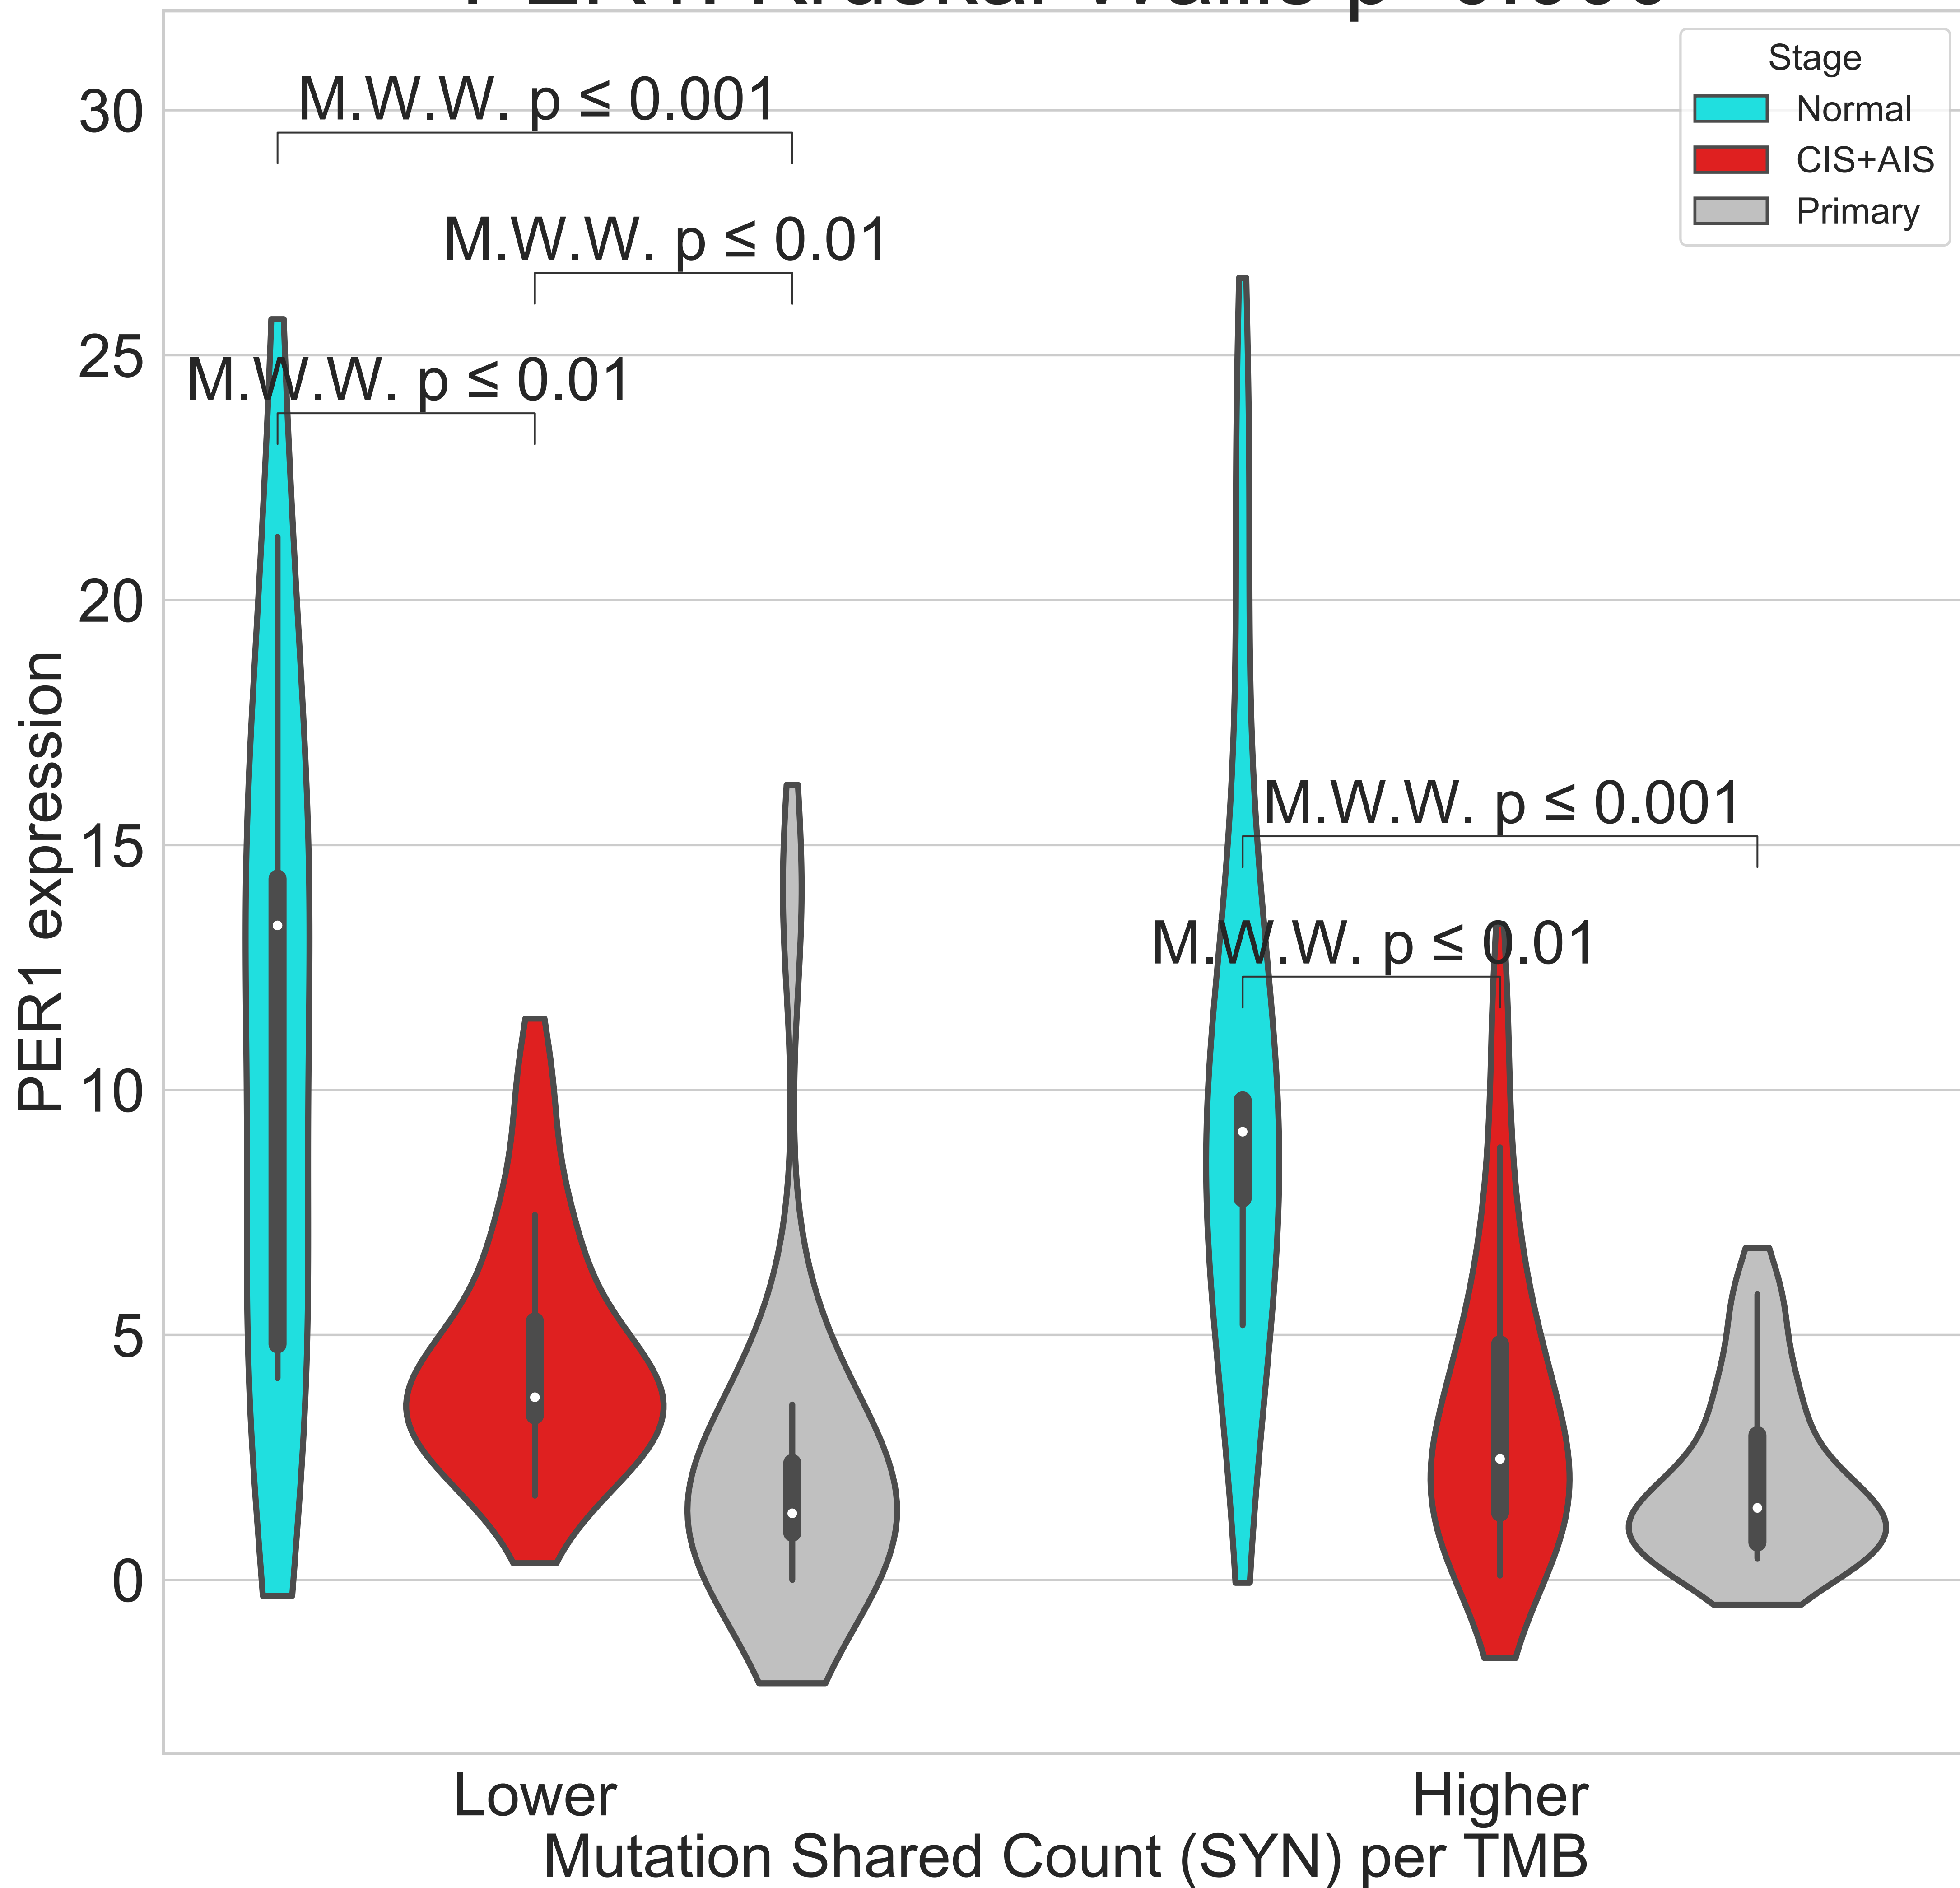 Stage
Normal
CIS+AIS
Primary
M.W.W. p ≤ 0.001
M.W.W. p ≤ 0.01
M.W.W. p ≤ 0.01
M.W.W. p ≤ 0.001
M.W.W. p ≤ 0.01
30
25
20
15
10
5
0
PER1 expression
Lower
Higher
Mutation Shared Count (SYN) per TMB